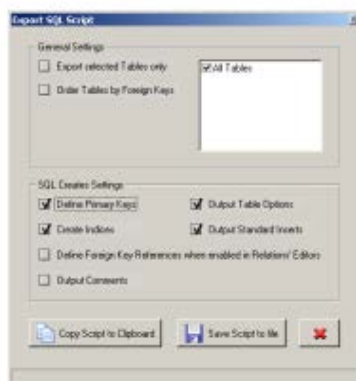 Export SQL Script
General Settings
Export selected Tables only
All Tables
Order Tables by Foreign Keys
SQL Creates Settings
Define Primary Keys
Output Table Options
Create Indices
Output Standard Inserts
Define Foreign Key References when enabled in Relations' Editors
Output Comments
Copy Script to Clipboard
Save Script to file